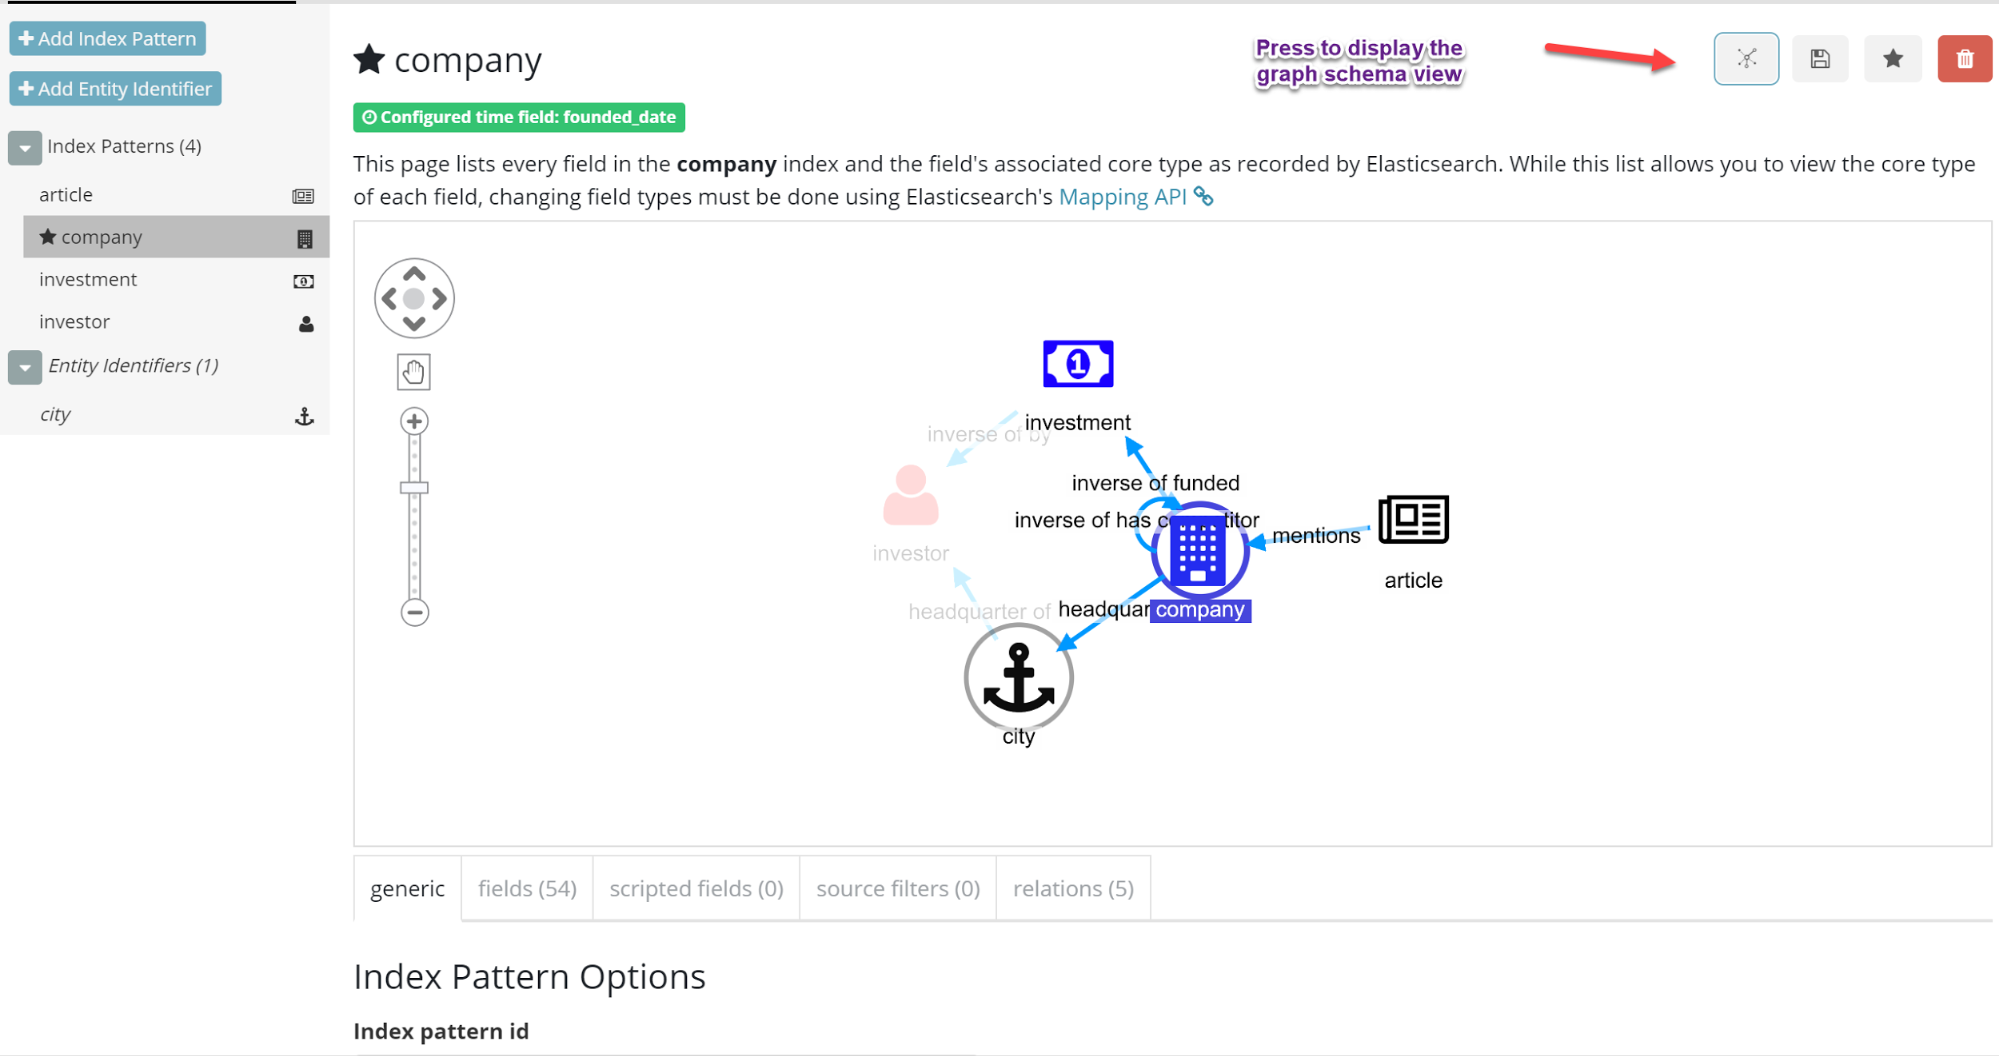 Add Index Pattern
Add Entity Identifier
Index Patterns (4)
article
company
investment
investor
Entity Identifiers (1)
city
company
Press to display the
graph schema view
Configured time field: founded_date
This page lists every field in the company index and the field's associated core type as recorded by Elasticsearch. While this list allows you to view the core type
of each field, changing field types must be done using Elasticsearch's Mapping API
1
investment
inverse of by
inverse of funded
inverse of has
mentions
investor
article
headquarter of
company
city
generic
fields (54)
scripted fields (0)
source filters (0)
relations (5)
Index Pattern Options
Index pattern id